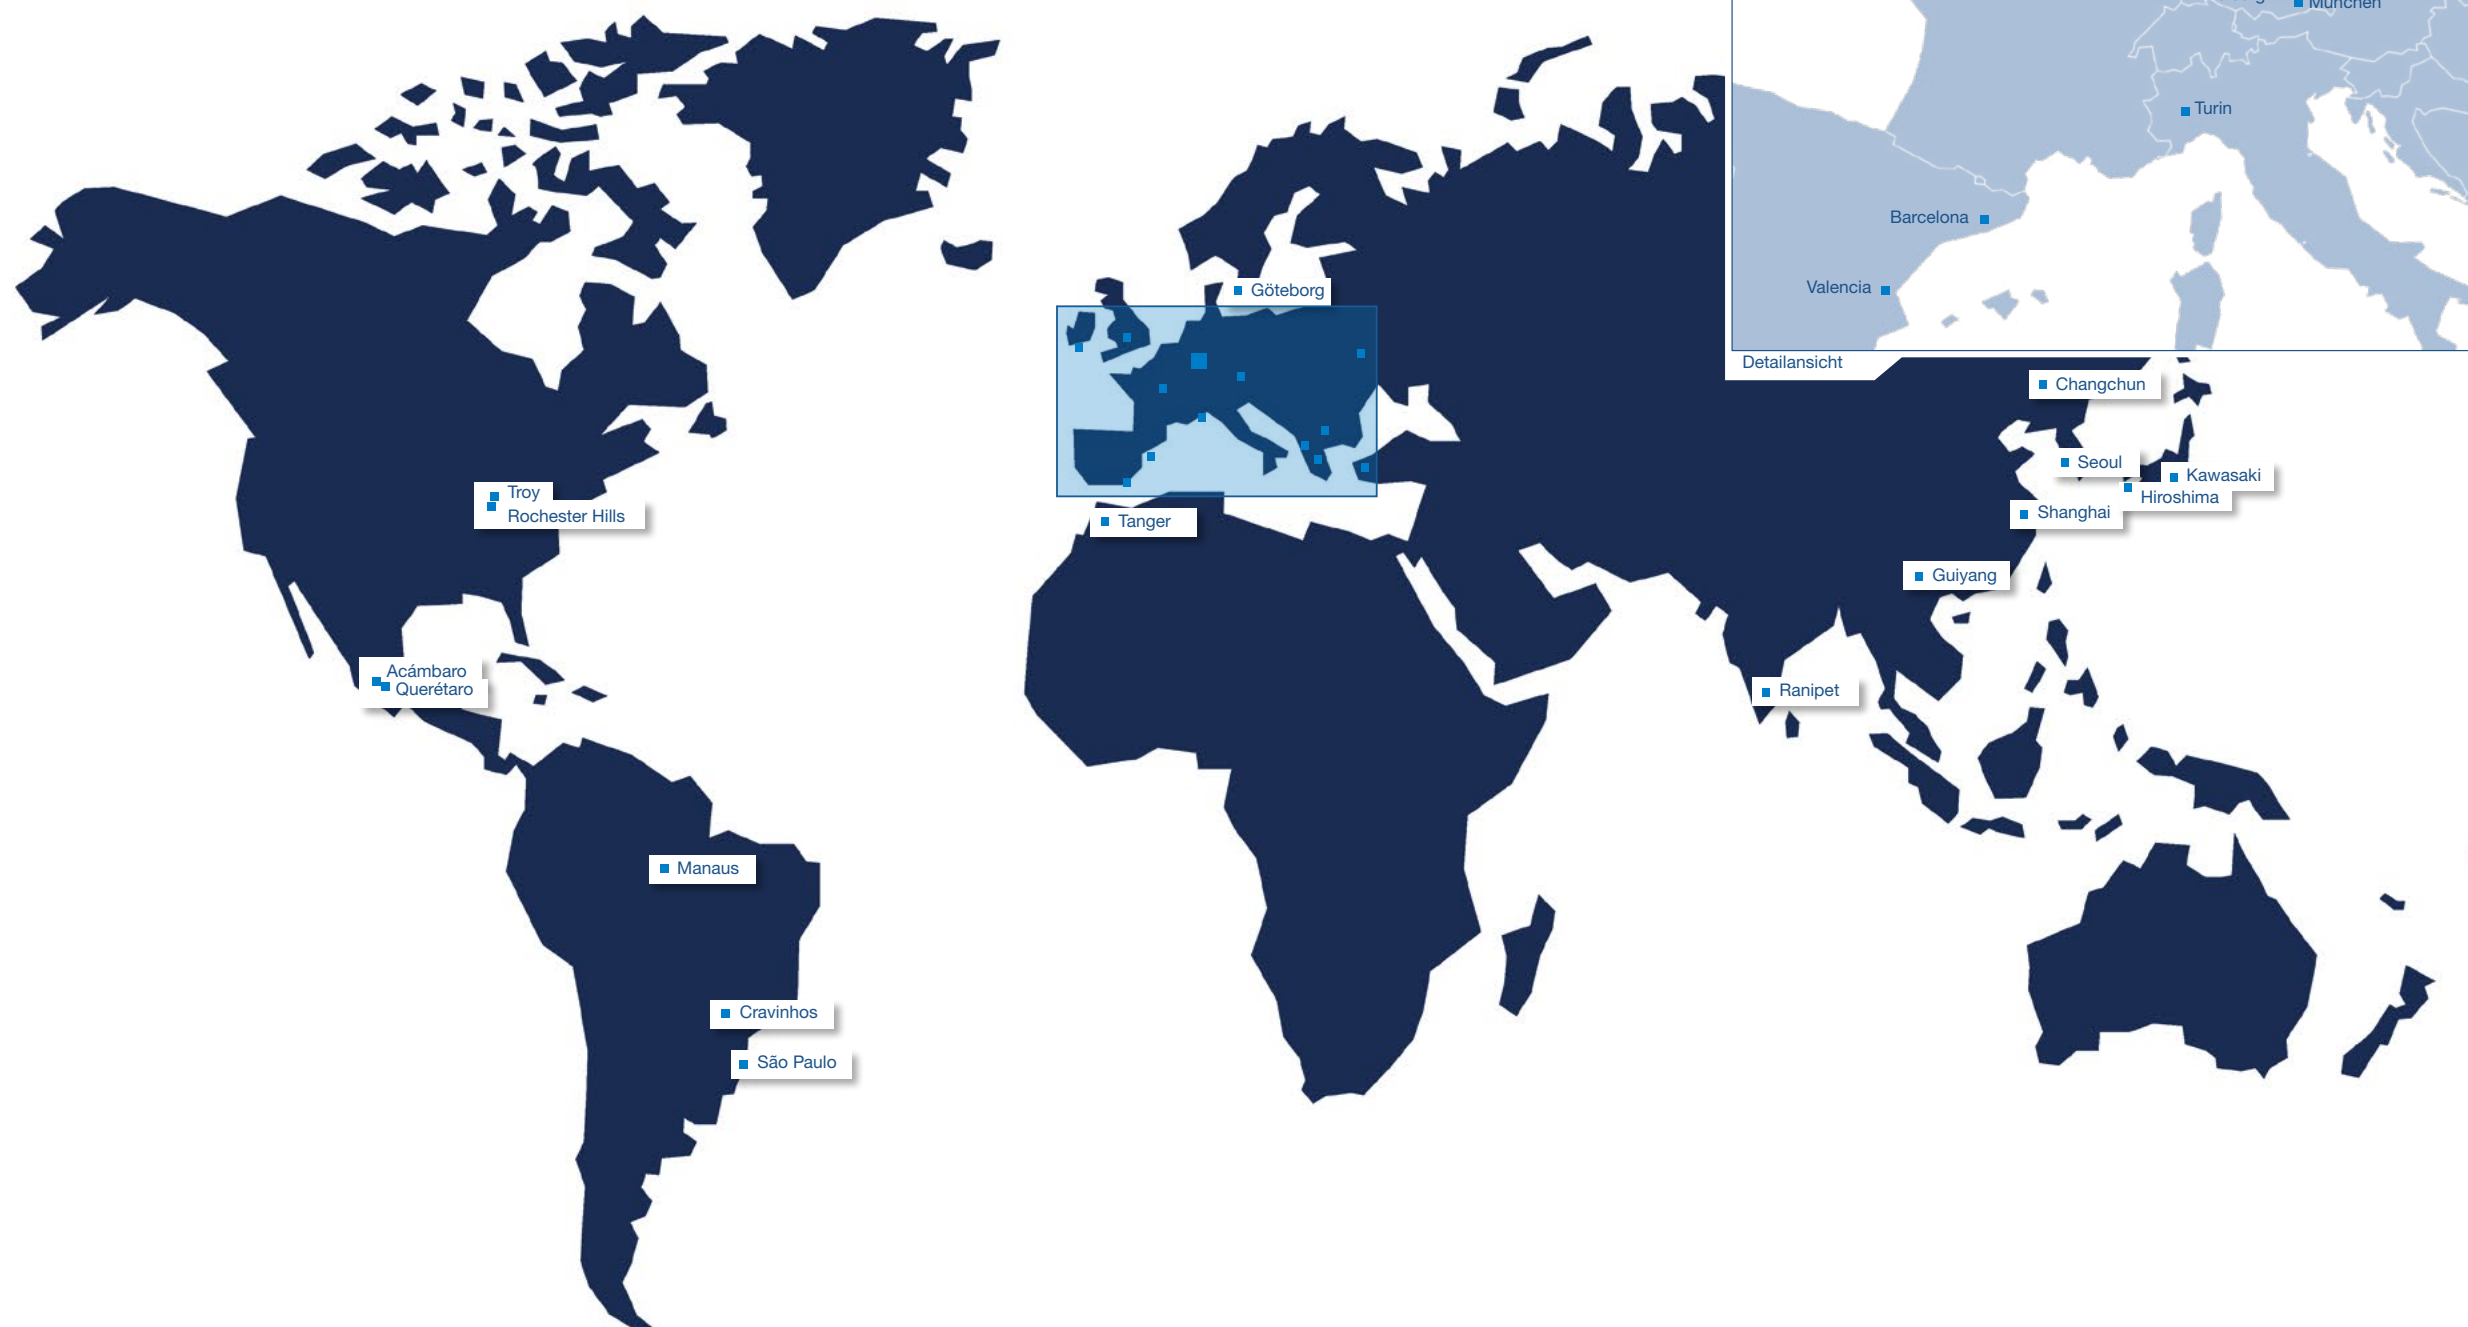 München
Turin
Barcelona
Valencia
Detailansicht
Göteborg
Changchun
Seoul
Kawasaki
Hiroshima
Shanghai
Troy
Rochester Hills
Tanger
Guiyang
Acámbaro
Querétaro
Ranipet
Manaus
Cravinhos
São Paulo